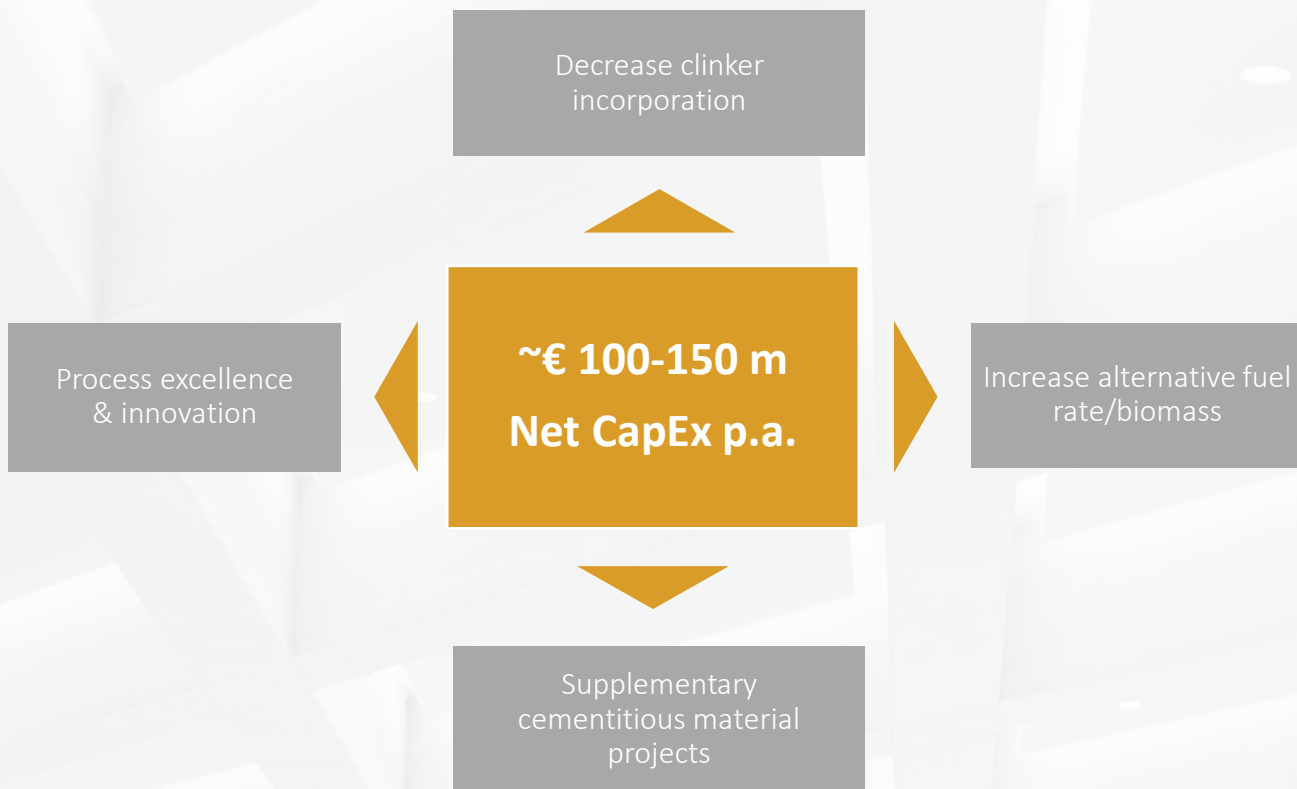 Decrease clinker
incorporation
Process excellence
& innovation
~€ 100-150 m
Net CapEx p.a.
Increase alternative fuel
rate/biomass
Supplementary
cementitious material
projects